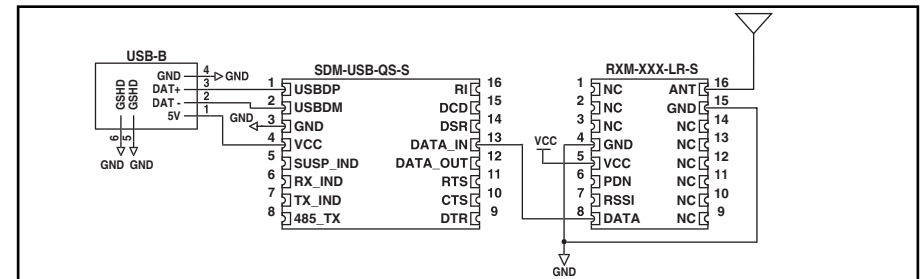 USB-B
GND 4 GND
DAT+ 3
DAT - 2
5V 1
GSHD
GSHD
6
5
GND GND
SDM-USB-QS-S
1 USBDP RI 16
2 USBDM DCD 15
GND 3 GND DSR 14
4 VCC DATA_IN 13
5 SUSP_IND DATA_OUT 12
6 RX_IND RTS 11
7 TX_IND CTS 10
8 485_TX DTR 9
RXM-XXX-LR-S
1 NC ANT 16
2 NC GND 15
3 NC NC 14
4 GND NC 13
VCC 5 VCC NC 12
6 PDN NC 11
7 RSSI NC 10
8 DATA NC 9
GND